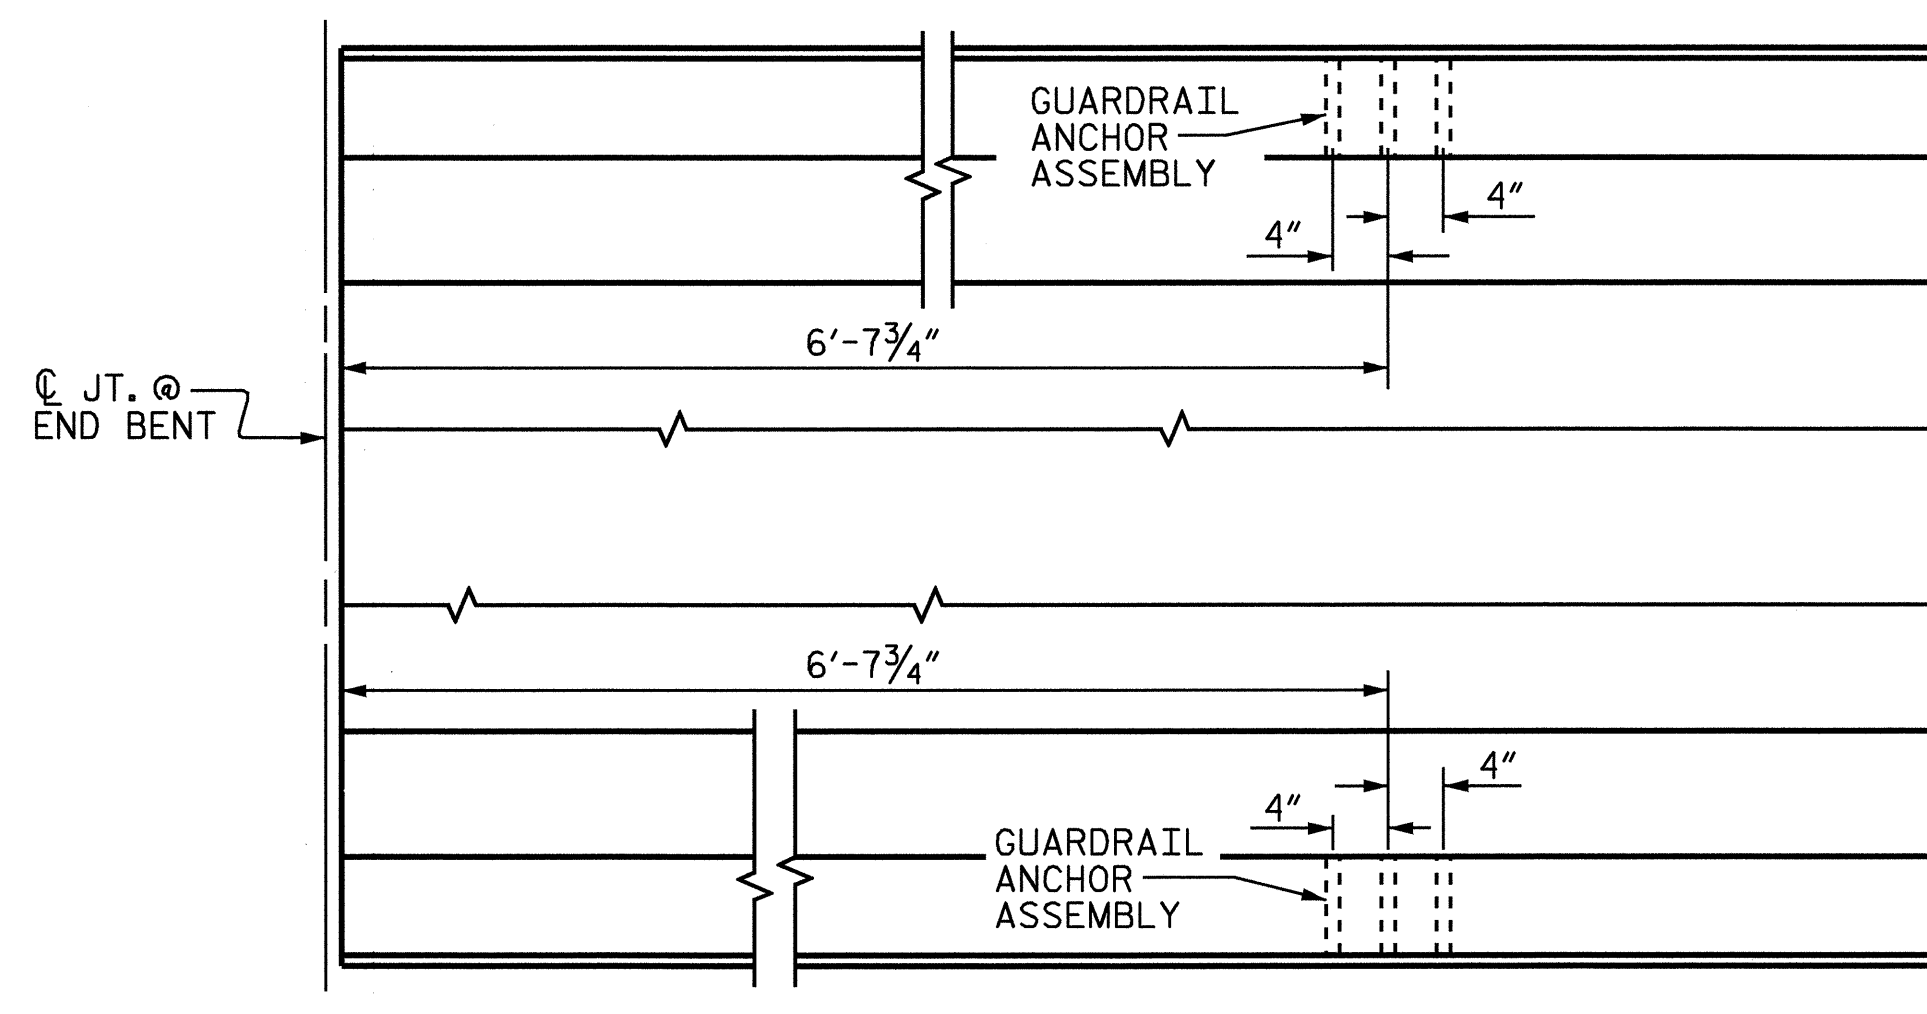 GUARDRAIL
ANCHOR
ASSEMBLY
4″
4″
6′-7¾″
℄ JT. @
END BENT
6′-7¾″
4″
4″
GUARDRAIL
ANCHOR
ASSEMBLY